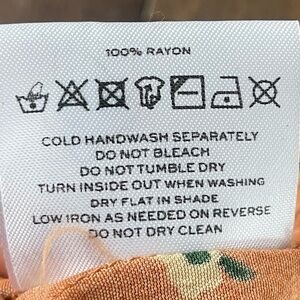 100% RAYON
COLD HANDWASH SEPARATELY
DO NOT BLEACH
DO NOT TUMBLE DRY
TURN INSIDE OUT WHEN WASHING
DRY FLAT IN SHADE
LOW IRON AS NEEDED ON REVERSE
DO NOT DRY CLEAN